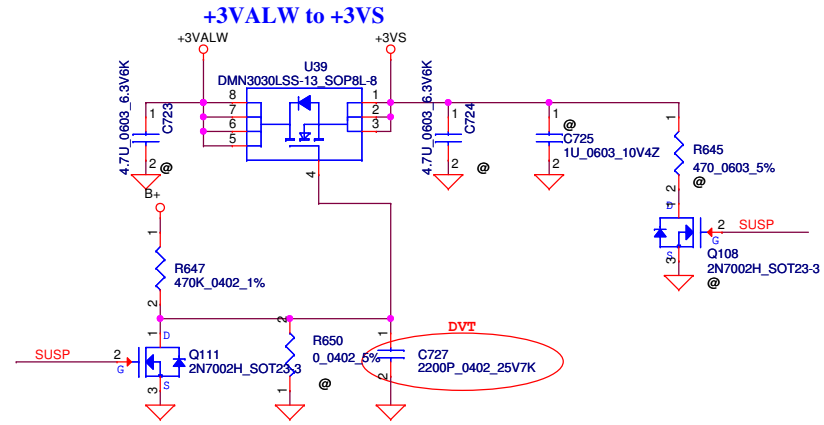 +3VALW to +3VS
+3VALW
+3VS
U39
DMN3030LSS-13_SOP8L-8
4.7U_0603_6.3V6K
C723
1
2
@
8
7
6
5
1
2
3
4
4.7U_0603_6.3V6K
C724
1
2
@
1
@
C725
1U_0603_10V4Z
2
1
R645
470_0603_5%
2
@
1
D
2
SUSP
G
S
3
Q108
2N7002H_SOT23-3
@
B+
1
R647
470K_0402_1%
2
SUSP
2
G
1
D
S
3
Q111
2N7002H_SOT23-3
2
R650
0_0402_5%
1
@
DVT
1
C727
2200P_0402_25V7K
2